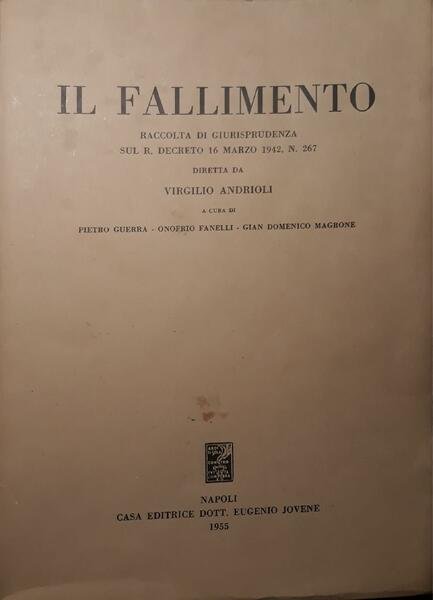 IL FALLIMENTO
RACCOLTA DI GIURISPRUDENZA
SUL R. DECRETO 16 MARZO 1942, N. 267
DIRETTA DA
VIRGILIO ANDRIOLI
A CURA DI
PIETRO GUERRA - ONOFRIO FANELLI - GIAN DOMENICO MAGRONE
NAPOLI
CASA EDITRICE DOTT. EUGENIO JOVENE
1955